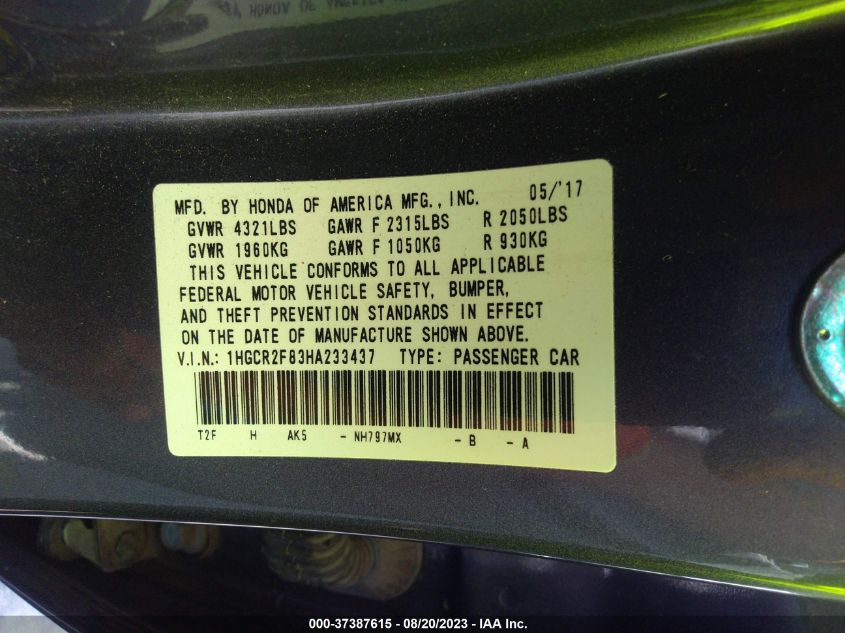 MFD. BY HONDA OF AMERICA MFG., INC. 05/'17
GVWR 4321LBS GAWR F 2315LBS R 2050LBS
GVWR 1960KG GAWR F 1050KG R 930KG
THIS VEHICLE CONFORMS TO ALL APPLICABLE
FEDERAL MOTOR VEHICLE SAFETY, BUMPER,
AND THEFT PREVENTION STANDARDS IN EFFECT
ON THE DATE OF MANUFACTURE SHOWN ABOVE.
V.I.N.: 1HGCR2F83HA233437 TYPE: PASSENGER CAR
T2F H AK5 - NH797MX - B - A
000-37387615 - 08/20/2023 - IAA Inc.